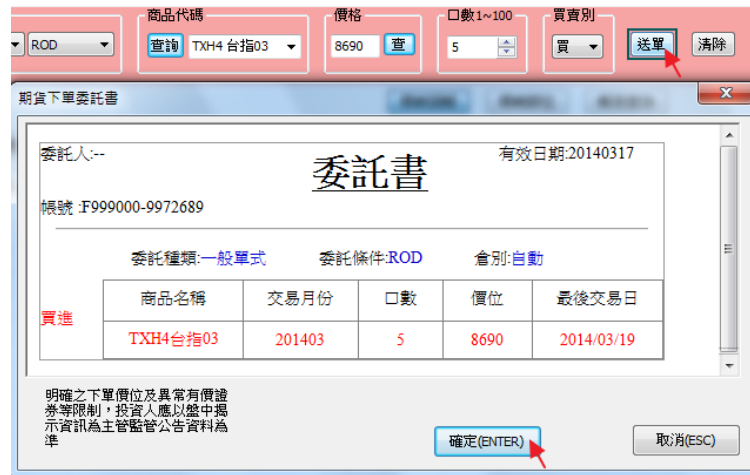 商品代碼 價格 口數1~100 買賣別
ROD 查詢 TXH4 台指03 8690 查 5 買 送單 清除
期貨下單委託書
委託人:-- 委託書 有效日期:20140317
帳號 :F999000-9972689
委託種類:一般單式 委託條件:ROD 倉別:自動
買進 商品名稱 交易月份 口數 價位 最後交易日
TXH4台指03 201403 5 8690 2014/03/19
明確之下單價位及異常有價證
券等限制，投資人應以盤中揭
示資訊為主管監管公告資料為
準
確定(ENTER) 取消(ESC)